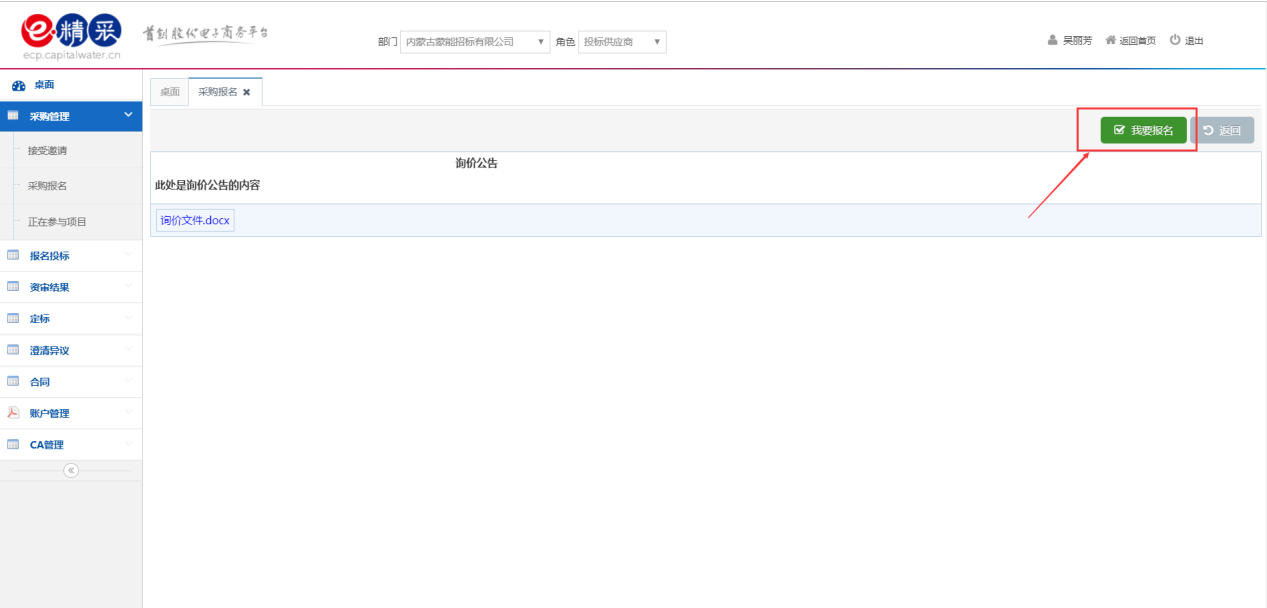 e精采 首创股份电子商务平台
ecp.capitalwater.cn
部门 内蒙古蒙能招标有限公司 角色 投标供应商
吴丽芳 返回首页 退出
桌面
采购管理
接受邀请
采购报名
正在参与项目
报名投标
资审结果
定标
澄清异议
合同
账户管理
CA管理
桌面 采购报名
我要报名 返回
询价公告
此处是询价公告的内容
询价文件.docx